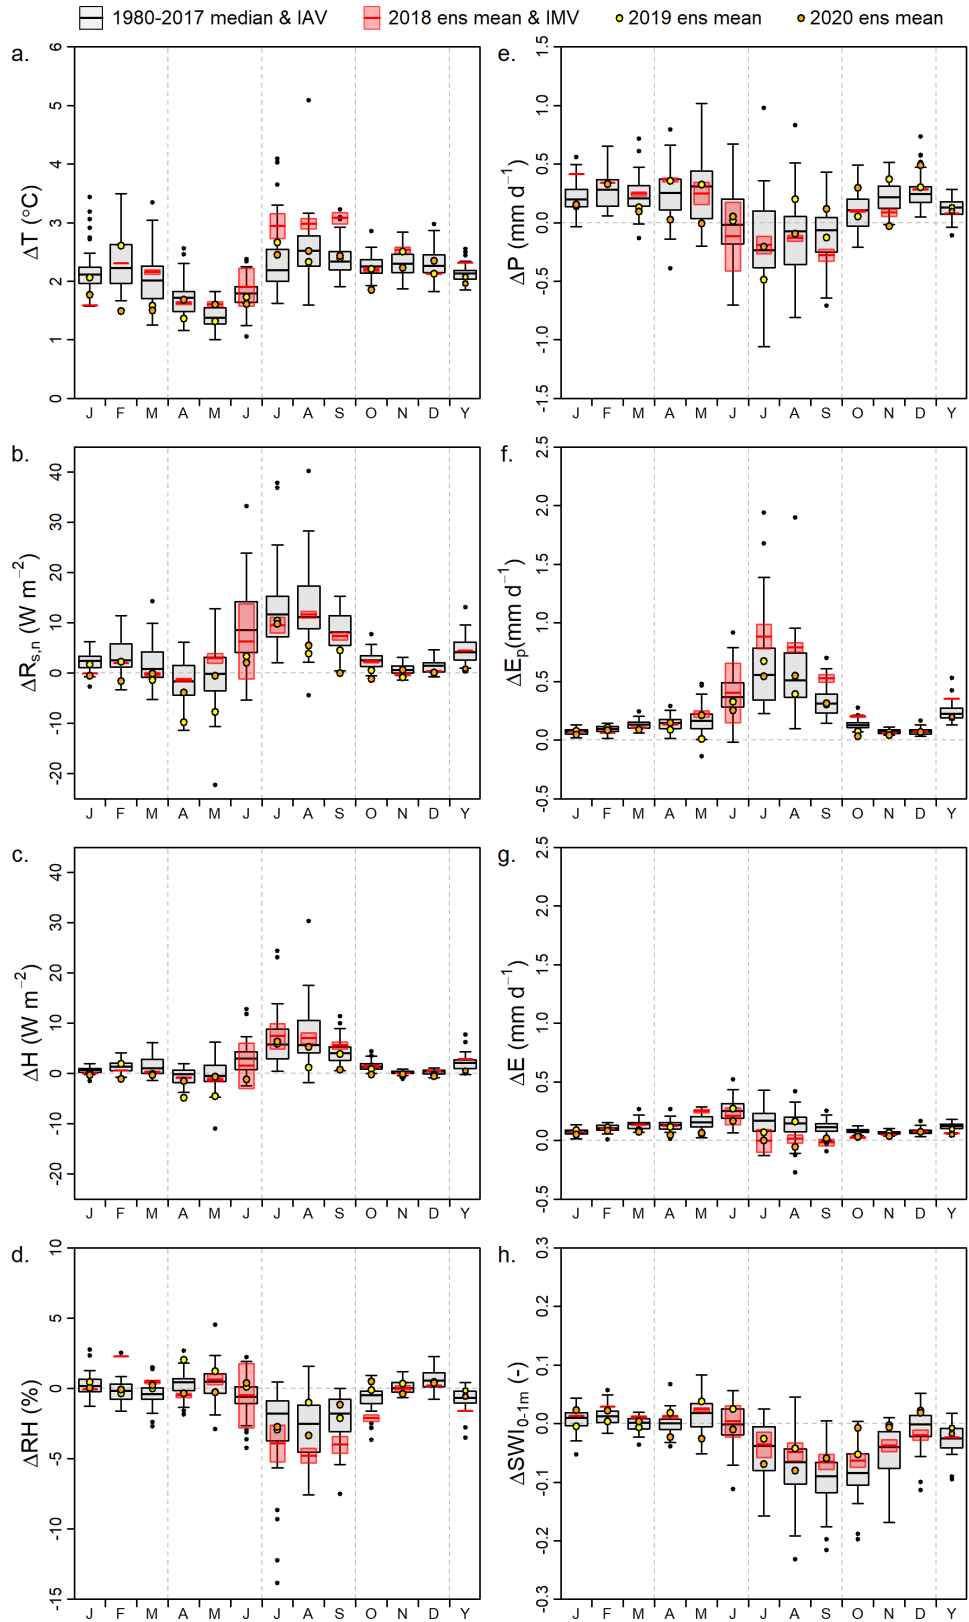 1980-2017 median & IAV 2018 ens mean & IMV 2019 ens mean 2020 ens mean
a.
ΔT (°C)
0 1 2 3 4 5 6
J F M A M J J A S O N D Y
e.
ΔP (mm d⁻¹)
-1.5 -1.0 -0.5 0.0 0.5 1.0 1.5
J F M A M J J A S O N D Y
b.
ΔRs,n (W m⁻²)
-20 -10 0 10 20 30 40
J F M A M J J A S O N D Y
f.
ΔEp(mm d⁻¹)
-0.5 0.0 0.5 1.0 1.5 2.0 2.5
J F M A M J J A S O N D Y
c.
ΔH (W m⁻²)
-20 -10 0 10 20 30 40
J F M A M J J A S O N D Y
g.
ΔE (mm d⁻¹)
-0.5 0.0 0.5 1.0 1.5 2.0 2.5
J F M A M J J A S O N D Y
d.
ΔRH (%)
-15 -10 -5 0 5 10
J F M A M J J A S O N D Y
h.
ΔSWI0-1m (-)
-0.3 -0.2 -0.1 0.0 0.1 0.2 0.3
J F M A M J J A S O N D Y